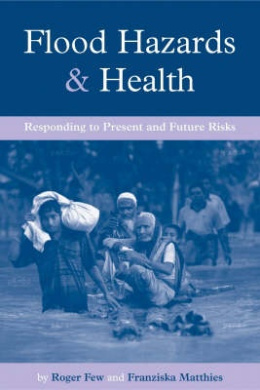 Flood Hazards
& Health
Responding to Present and Future Risks
by Roger Few and Franziska Matthies